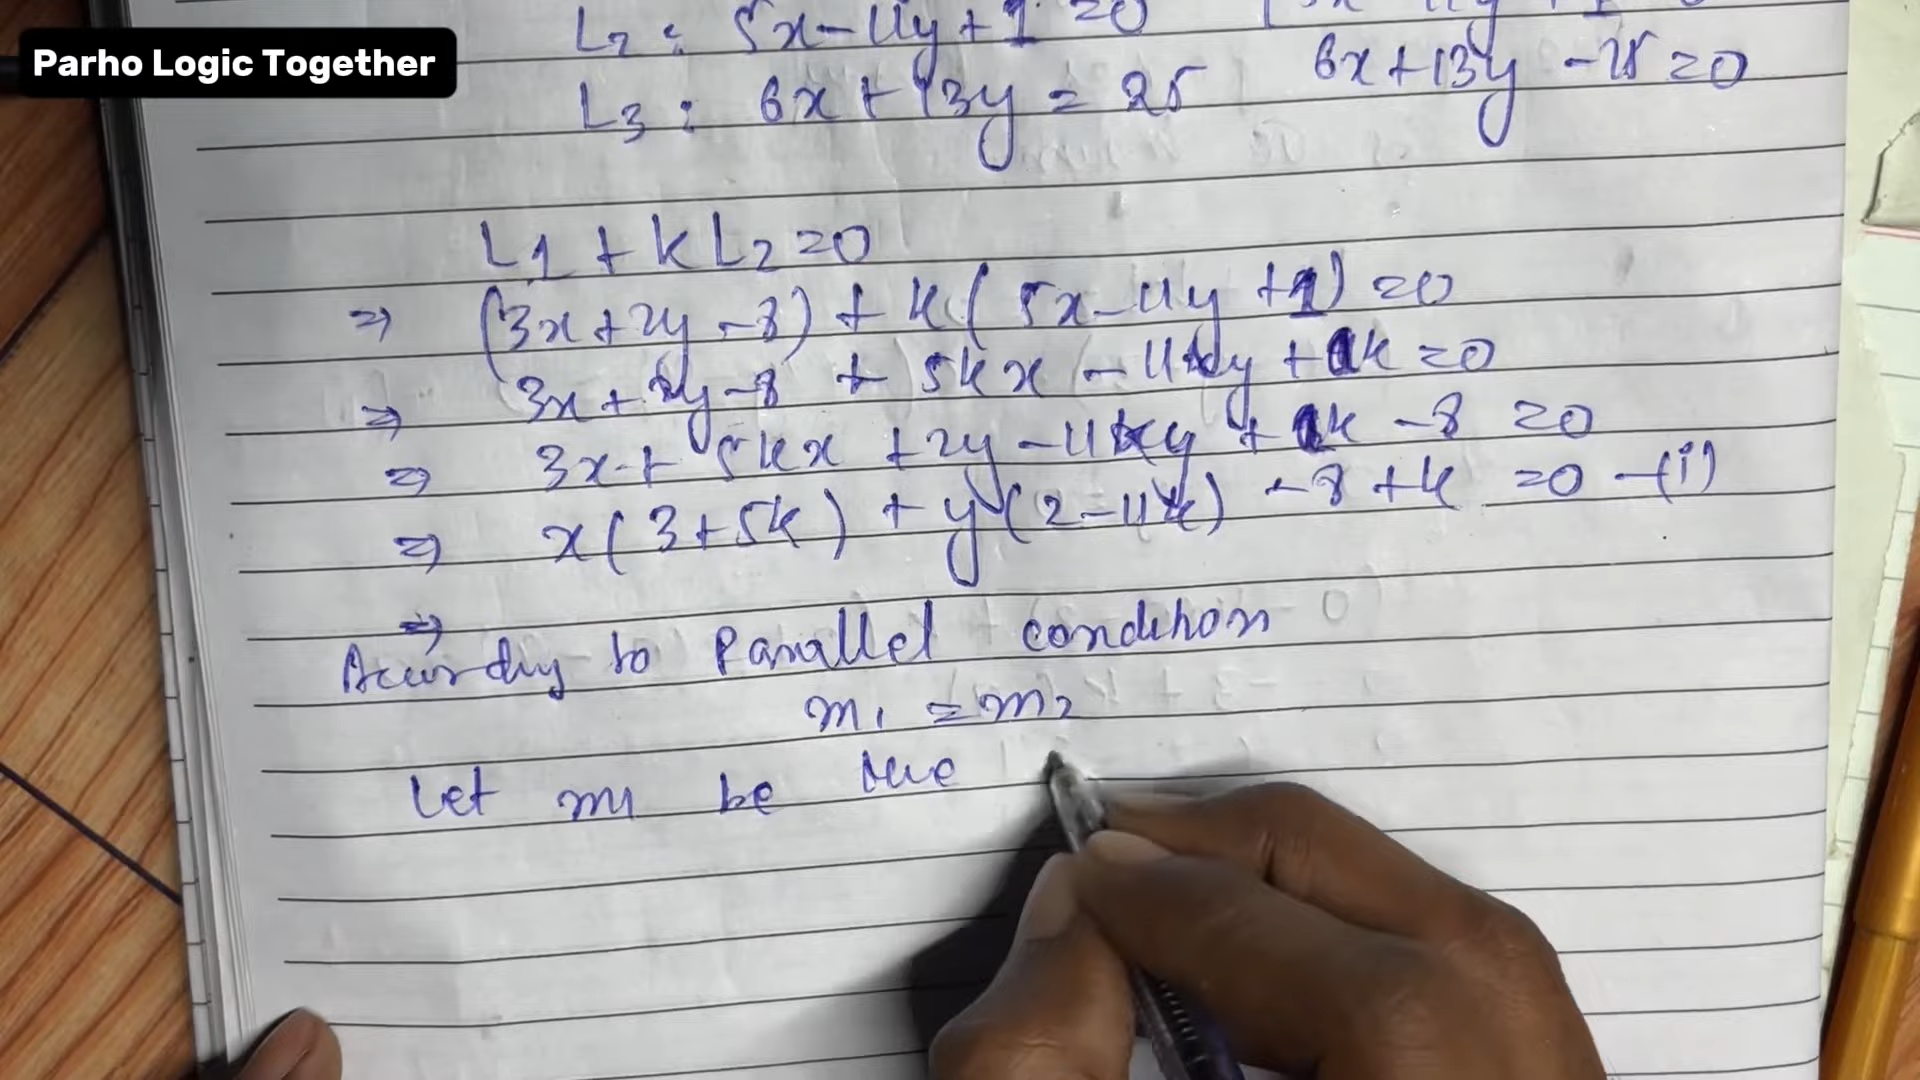 Parho Logic Together
L2 : 5x-11y+1=0
L3 : 6x+13y=25 6x+13y-25=0
L1+kL2=0
⇒ (3x+2y-8)+k(5x-11y+1)=0
⇒ 3x+2y-8+5kx-11ky+k=0
⇒ 3x+5kx+2y-11ky+k-8=0
⇒ x(3+5k)+y(2-11k)-8+k=0 -(i)
⇒
According to Parallel condition
m1=m2
Let m1 be the